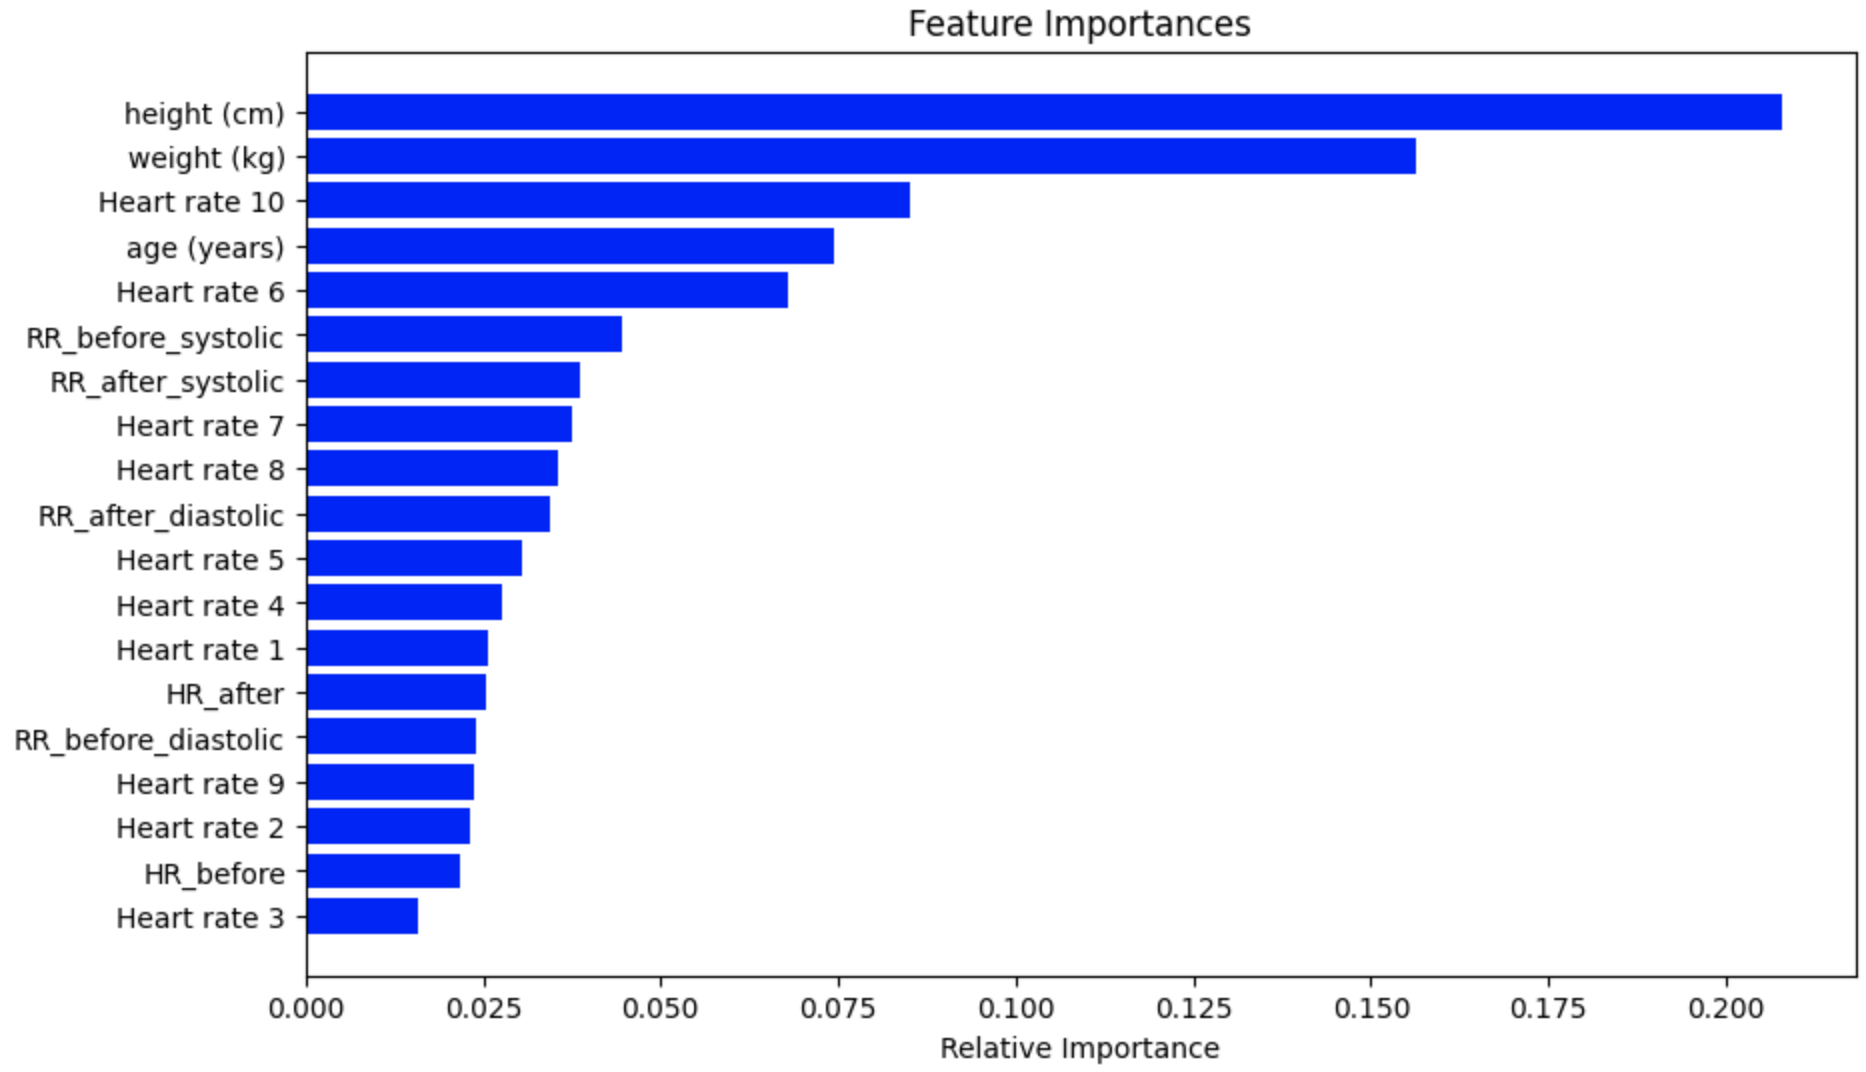 Feature Importances
height (cm)
weight (kg)
Heart rate 10
age (years)
Heart rate 6
RR_before_systolic
RR_after_systolic
Heart rate 7
Heart rate 8
RR_after_diastolic
Heart rate 5
Heart rate 4
Heart rate 1
HR_after
RR_before_diastolic
Heart rate 9
Heart rate 2
HR_before
Heart rate 3
0.000 0.025 0.050 0.075 0.100 0.125 0.150 0.175 0.200
Relative Importance